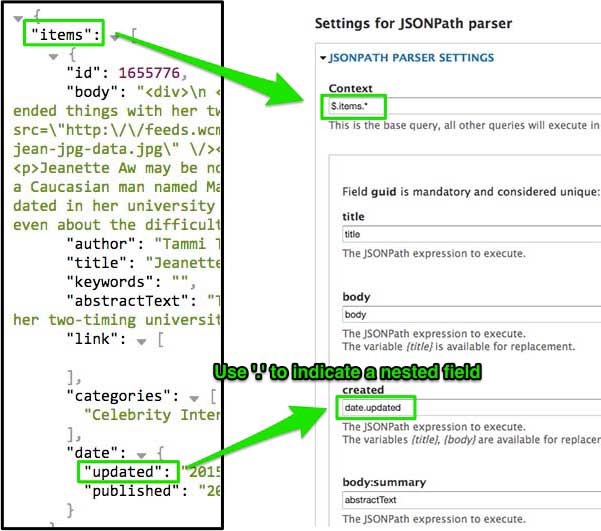 {
"items": [
{
"id": 1655776,
"body": "<div>\n <
ended things with her tw
src=\"http:\/\/feeds.wcm
jean-jpg-data.jpg\" \/><
<p>Jeanette Aw may be no
a Caucasian man named Ma
dated in her university
even about the difficult
"author": "Tammi T
"title": "Jeanette
"keywords": "",
"abstractText": "T
her two-timing universit
"link": [
],
"categories": [
"Celebrity Inter
],
"date": {
"updated": "2015
"published": "20
}
Settings for JSONPath parser
JSONPATH PARSER SETTINGS
Context
$.items.*
This is the base query, all other queries will execute in
Field guid is mandatory and considered unique:
title
title
The JSONPath expression to execute.
body
body
The JSONPath expression to execute.
The variable {title} is available for replacement.
Use '.' to indicate a nested field
created
date.updated
The JSONPath expression to execute.
The variables {title}, {body} are available for replacem
body:summary
abstractText
The JSONPath expression to execute.